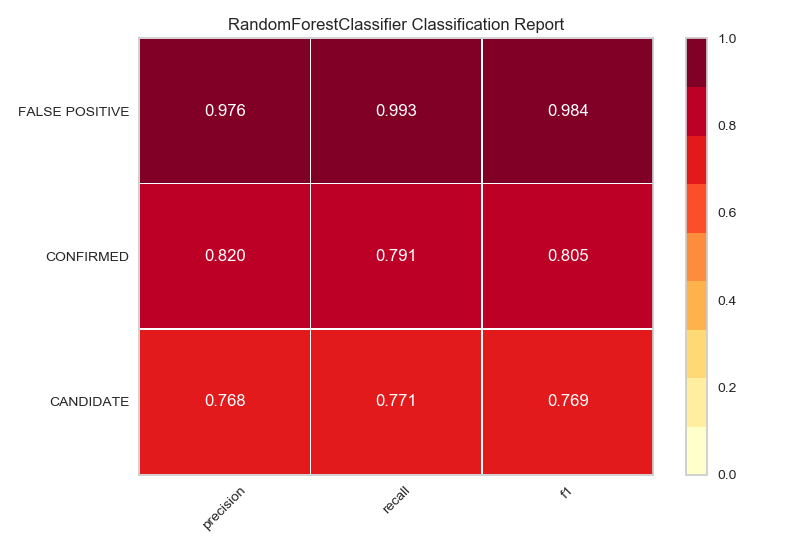 RandomForestClassifier Classification Report
FALSE POSITIVE 0.976 0.993 0.984
CONFIRMED 0.820 0.791 0.805
CANDIDATE 0.768 0.771 0.769
precision recall f1
1.0
0.8
0.6
0.4
0.2
0.0